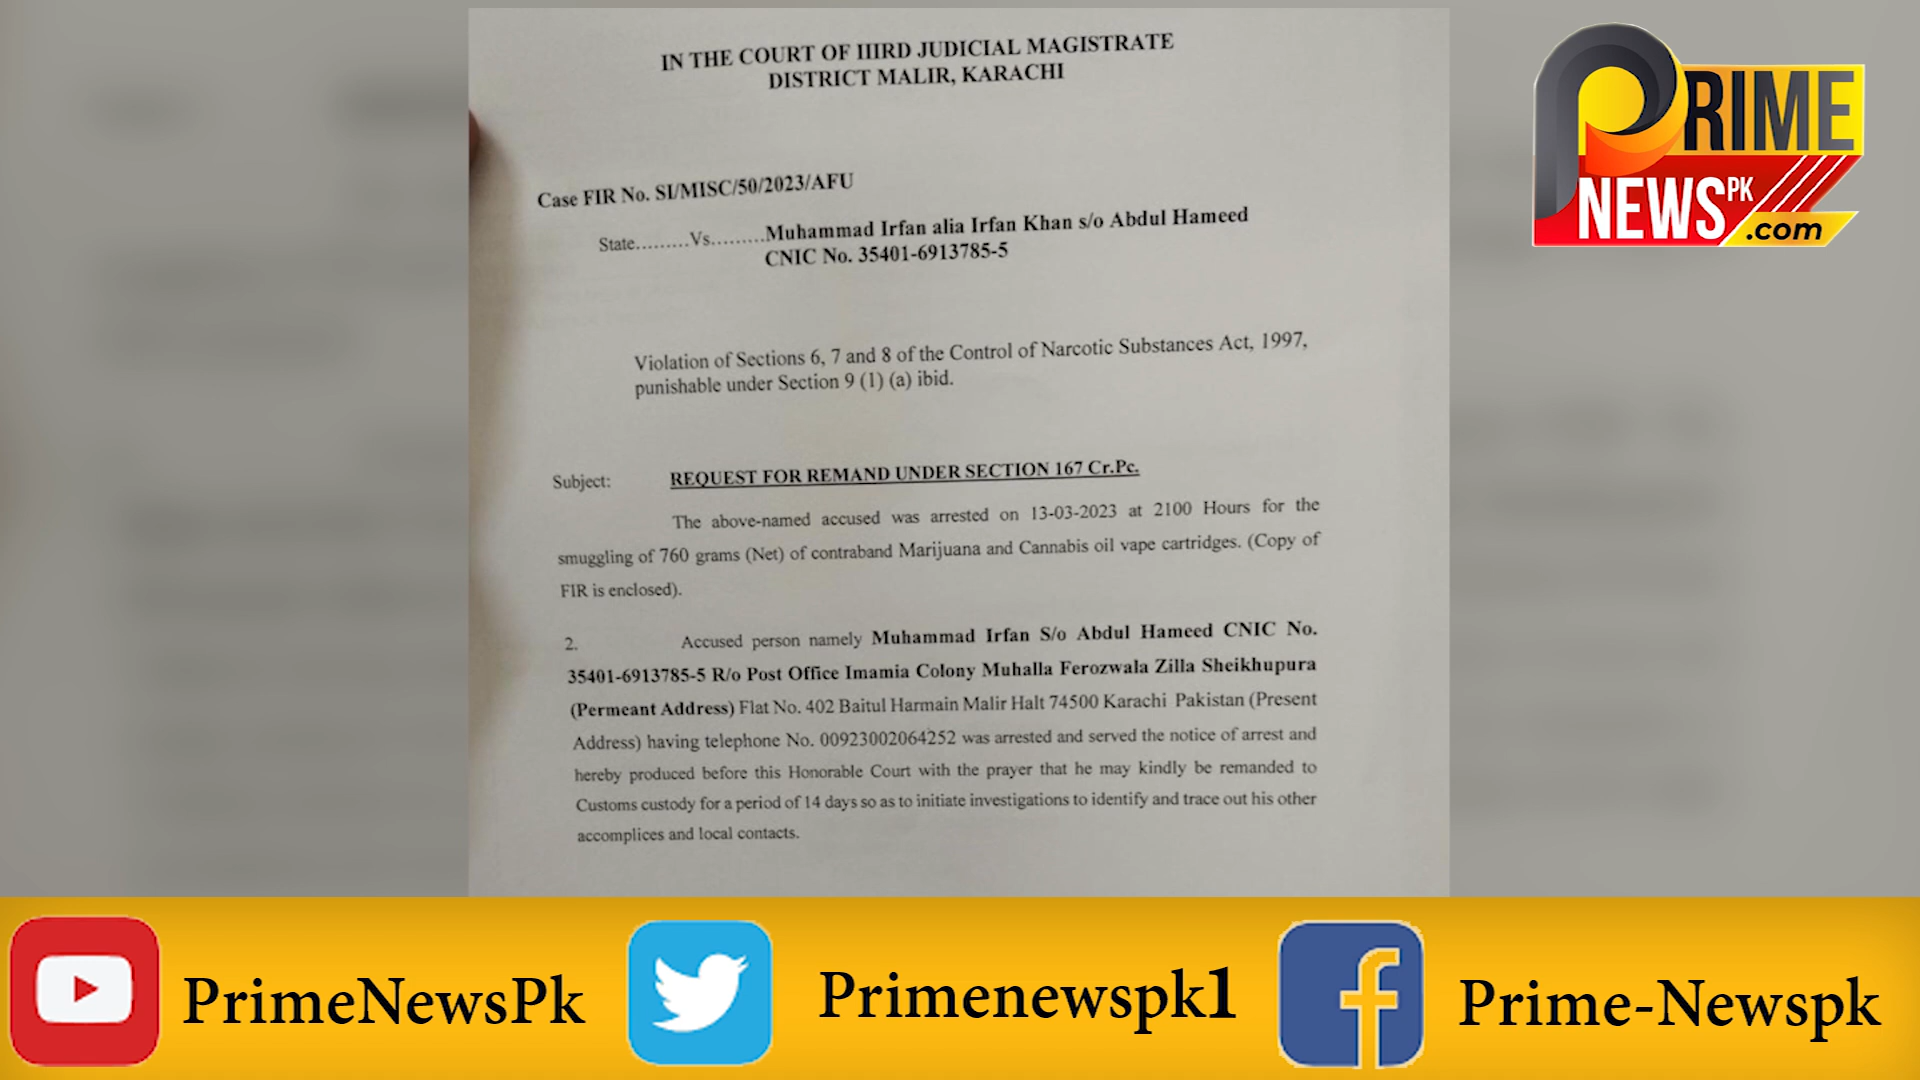 IN THE COURT OF IIIRD JUDICIAL MAGISTRATE
DISTRICT MALIR, KARACHI
Case FIR No. SI/MISC/50/2023/AFU
State.........Vs.........Muhammad Irfan alia Irfan Khan s/o Abdul Hameed
CNIC No. 35401-6913785-5
Violation of Sections 6, 7 and 8 of the Control of Narcotic Substances Act, 1997,
punishable under Section 9 (1) (a) ibid.
Subject: REQUEST FOR REMAND UNDER SECTION 167 Cr.Pc.
The above-named accused was arrested on 13-03-2023 at 2100 Hours for the
smuggling of 760 grams (Net) of contraband Marijuana and Cannabis oil vape cartridges. (Copy of
FIR is enclosed).
2. Accused person namely Muhammad Irfan S/o Abdul Hameed CNIC No.
35401-6913785-5 R/o Post Office Imamia Colony Muhalla Ferozwala Zilla Sheikhupura
(Permeant Address) Flat No. 402 Baitul Harmain Malir Halt 74500 Karachi Pakistan (Present
Address) having telephone No. 00923002064252 was arrested and served the notice of arrest and
hereby produced before this Honorable Court with the prayer that he may kindly be remanded to
Customs custody for a period of 14 days so as to initiate investigations to identify and trace out his other
accomplices and local contacts.
PRIME
NEWS PK
.com
PrimeNewsPk
Primenewspk1
Prime-Newspk